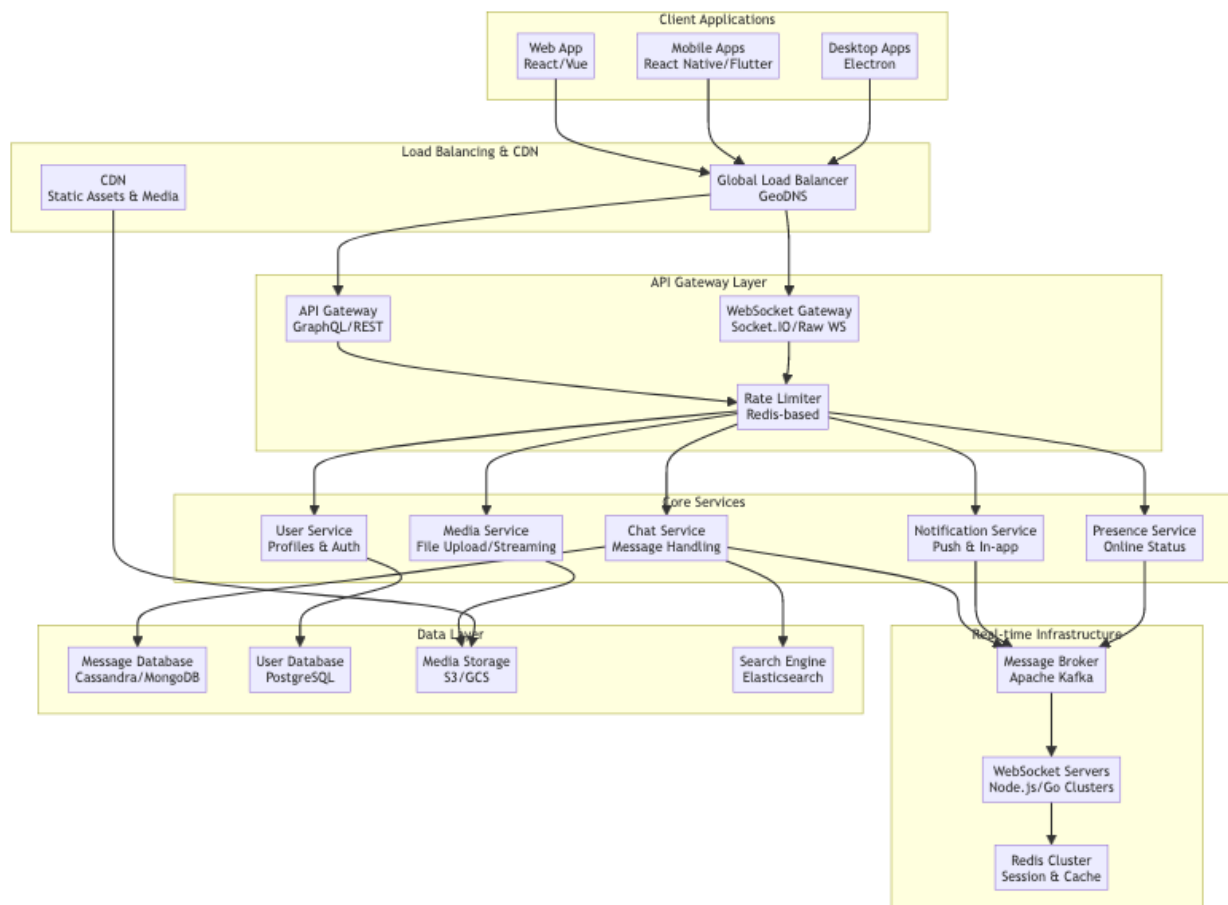 Client Applications
Web App
React/Vue
Mobile Apps
React Native/Flutter
Desktop Apps
Electron
Load Balancing & CDN
CDN
Static Assets & Media
Global Load Balancer
GeoDNS
API Gateway Layer
API Gateway
GraphQL/REST
WebSocket Gateway
Socket.IO/Raw WS
Rate Limiter
Redis-based
Core Services
User Service
Profiles & Auth
Media Service
File Upload/Streaming
Chat Service
Message Handling
Notification Service
Push & In-app
Presence Service
Online Status
Data Layer
Message Database
Cassandra/MongoDB
User Database
PostgreSQL
Media Storage
S3/GCS
Search Engine
Elasticsearch
Real-time Infrastructure
Message Broker
Apache Kafka
WebSocket Servers
Node.js/Go Clusters
Redis Cluster
Session & Cache